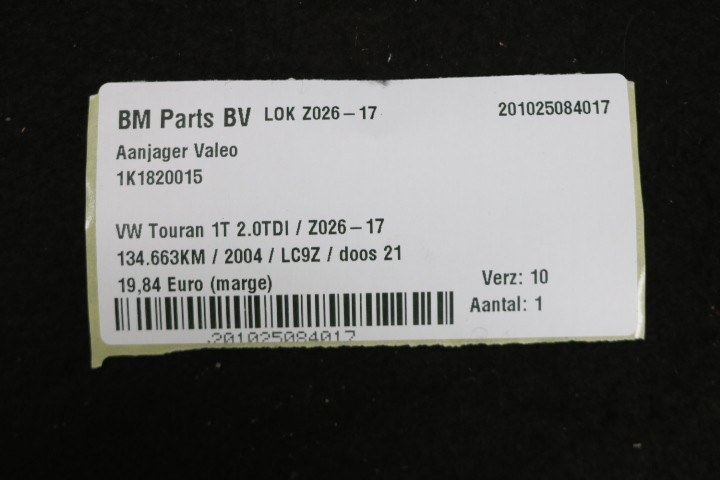 BM Parts BV LOK Z026-17 201025084017
Aanjager Valeo
1K1820015
VW Touran 1T 2.0TDI / Z026-17
134.663KM / 2004 / LC9Z / doos 21
19,84 Euro (marge) Verz: 10
Aantal: 1
.201025084017